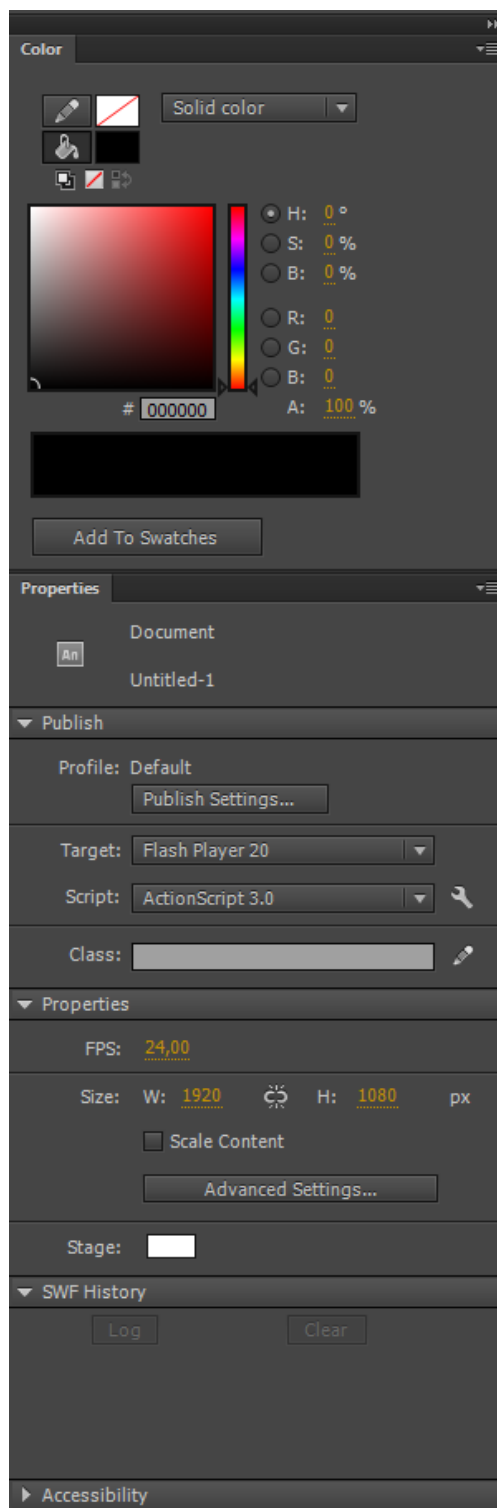 Color
Solid color
H: 0 °
S: 0 %
B: 0 %
R: 0
G: 0
B: 0
# 000000 A: 100 %
Add To Swatches
Properties
Document
An
Untitled-1
Publish
Profile: Default
Publish Settings...
Target: Flash Player 20
Script: ActionScript 3.0
Class:
Properties
FPS: 24,00
Size: W: 1920 H: 1080 px
Scale Content
Advanced Settings...
Stage:
SWF History
Log Clear
Accessibility